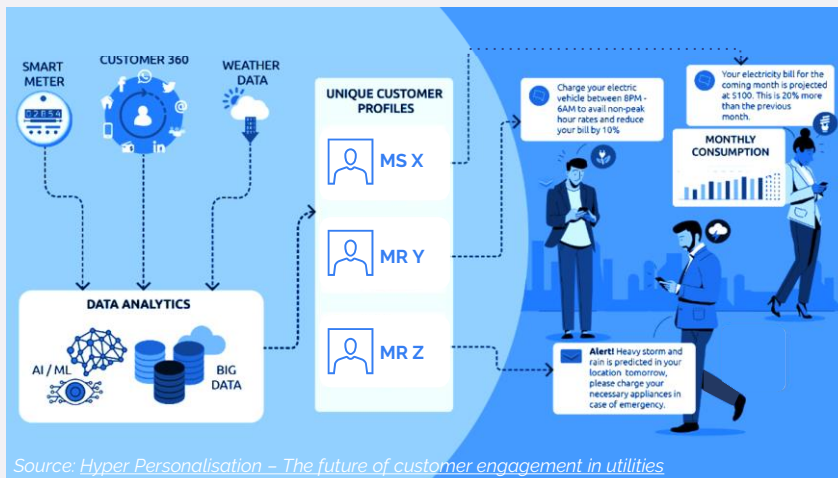 SMART
METER
CUSTOMER 360
WEATHER
DATA
02854
DATA ANALYTICS
AI / ML
BIG
DATA
UNIQUE CUSTOMER
PROFILES
MS X
MR Y
MR Z
Charge your electric
vehicle between 8PM -
6AM to avail non-peak
hour rates and reduce
your bill by 10%
Your electricity bill for the
coming month is projected
at $100. This is 20% more
than the previous
month.
MONTHLY
CONSUMPTION
Alert! Heavy storm and
rain is predicted in your
location tomorrow,
please charge your
necessary appliances in
case of emergency.
Source: Hyper Personalisation – The future of customer engagement in utilities